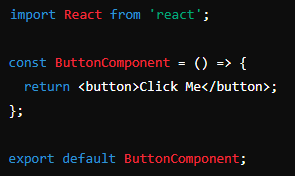 import React from 'react';
const ButtonComponent = () => {
return <button>Click Me</button>;
};
export default ButtonComponent;